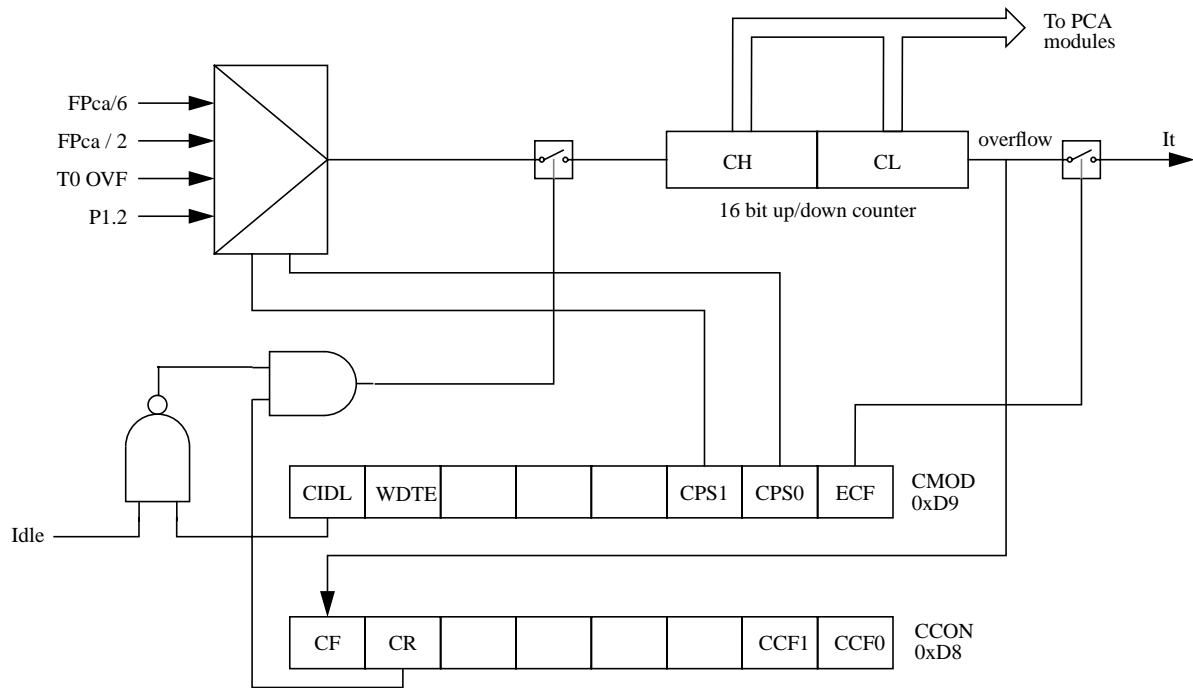 To PCA
modules
FPca/6
FPca / 2
T0 OVF
P1.2
CH
CL
overflow
It
16 bit up/down counter
CIDL
WDTE
CPS1
CPS0
ECF
CMOD
0xD9
Idle
CF
CR
CCF1
CCF0
CCON
0xD8